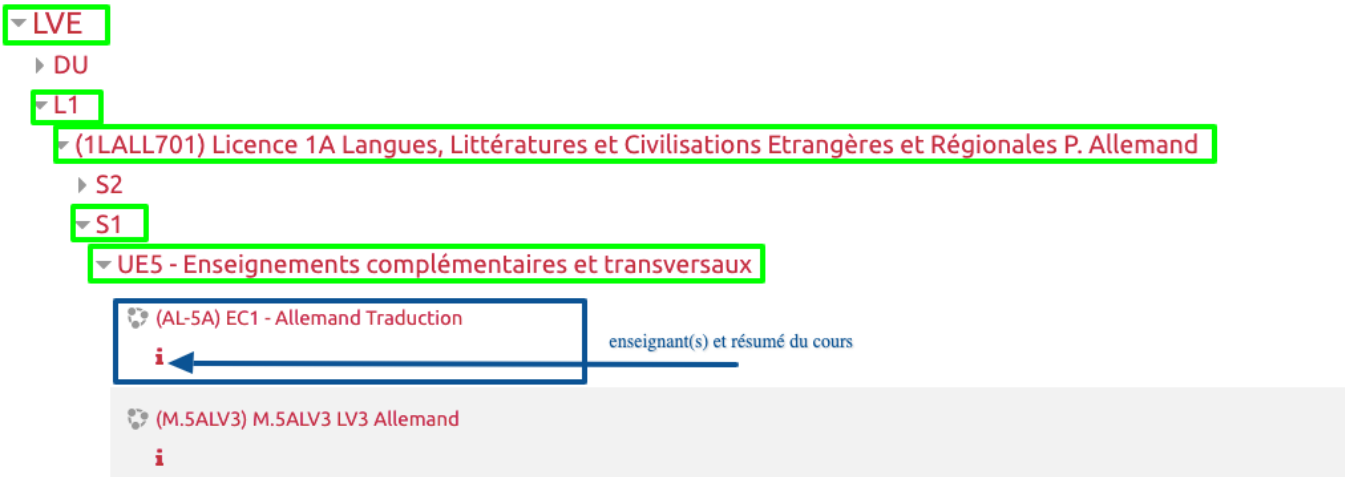 LVE
DU
L1
(1LALL701) Licence 1A Langues, Littératures et Civilisations Etrangères et Régionales P. Allemand
S2
S1
UE5 - Enseignements complémentaires et transversaux
(AL-5A) EC1 - Allemand Traduction
enseignant(s) et résumé du cours
(M.5ALV3) M.5ALV3 LV3 Allemand